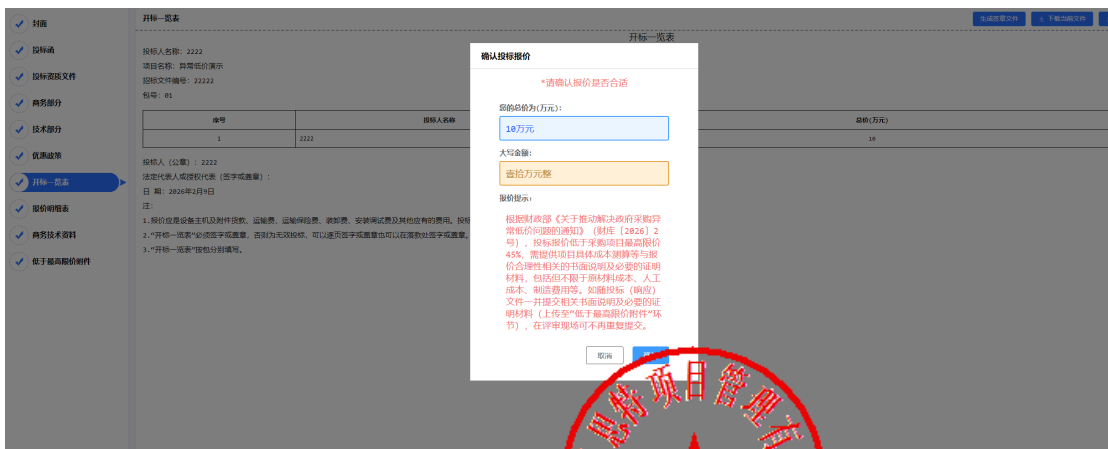 封面
投标函
投标资质文件
商务部分
技术部分
优惠政策
开标一览表
报价明细表
商务技术资料
低于最高限价附件
开标一览表
生成签章文件
下载当前文件
开标一览表
投标人名称: 2222
项目名称: 异常低价演示
招标文件编号: 22222
包号: 01
序号
投标人名称
总价(万元)
1
2222
10
投标人 (公章) : 2222
法定代表人或授权代表 (签字或盖章) :
日 期: 2026年2月9日
注:
1.报价应是设备主机及附件货款、运输费、运输保险费、装卸费、安装调试费及其他应有的费用。投标
2."开标一览表"必须签字或盖章, 否则为无效投标、可以逐页签字或盖章也可以在落款处签字或盖章。
3."开标一览表"按包分别填写。
确认投标报价
*请确认报价是否合适
您的总价为(万元):
10万元
大写金额:
壹拾万元整
报价提示:
根据财政部《关于推动解决政府采购异
常低价问题的通知》(财库〔2026〕2
号) , 投标报价低于采购项目最高限价
45%, 需提供项目具体成本测算等与报
价合理性相关的书面说明及必要的证明
材料, 包括但不限于原材料成本、人工
成本、制造费用等。如随投标 (响应)
文件一并提交相关书面说明及必要的证
明材料 (上传至"低于最高限价附件"环
节) , 在评审现场可不再重复提交。
取消
思特项目管理有